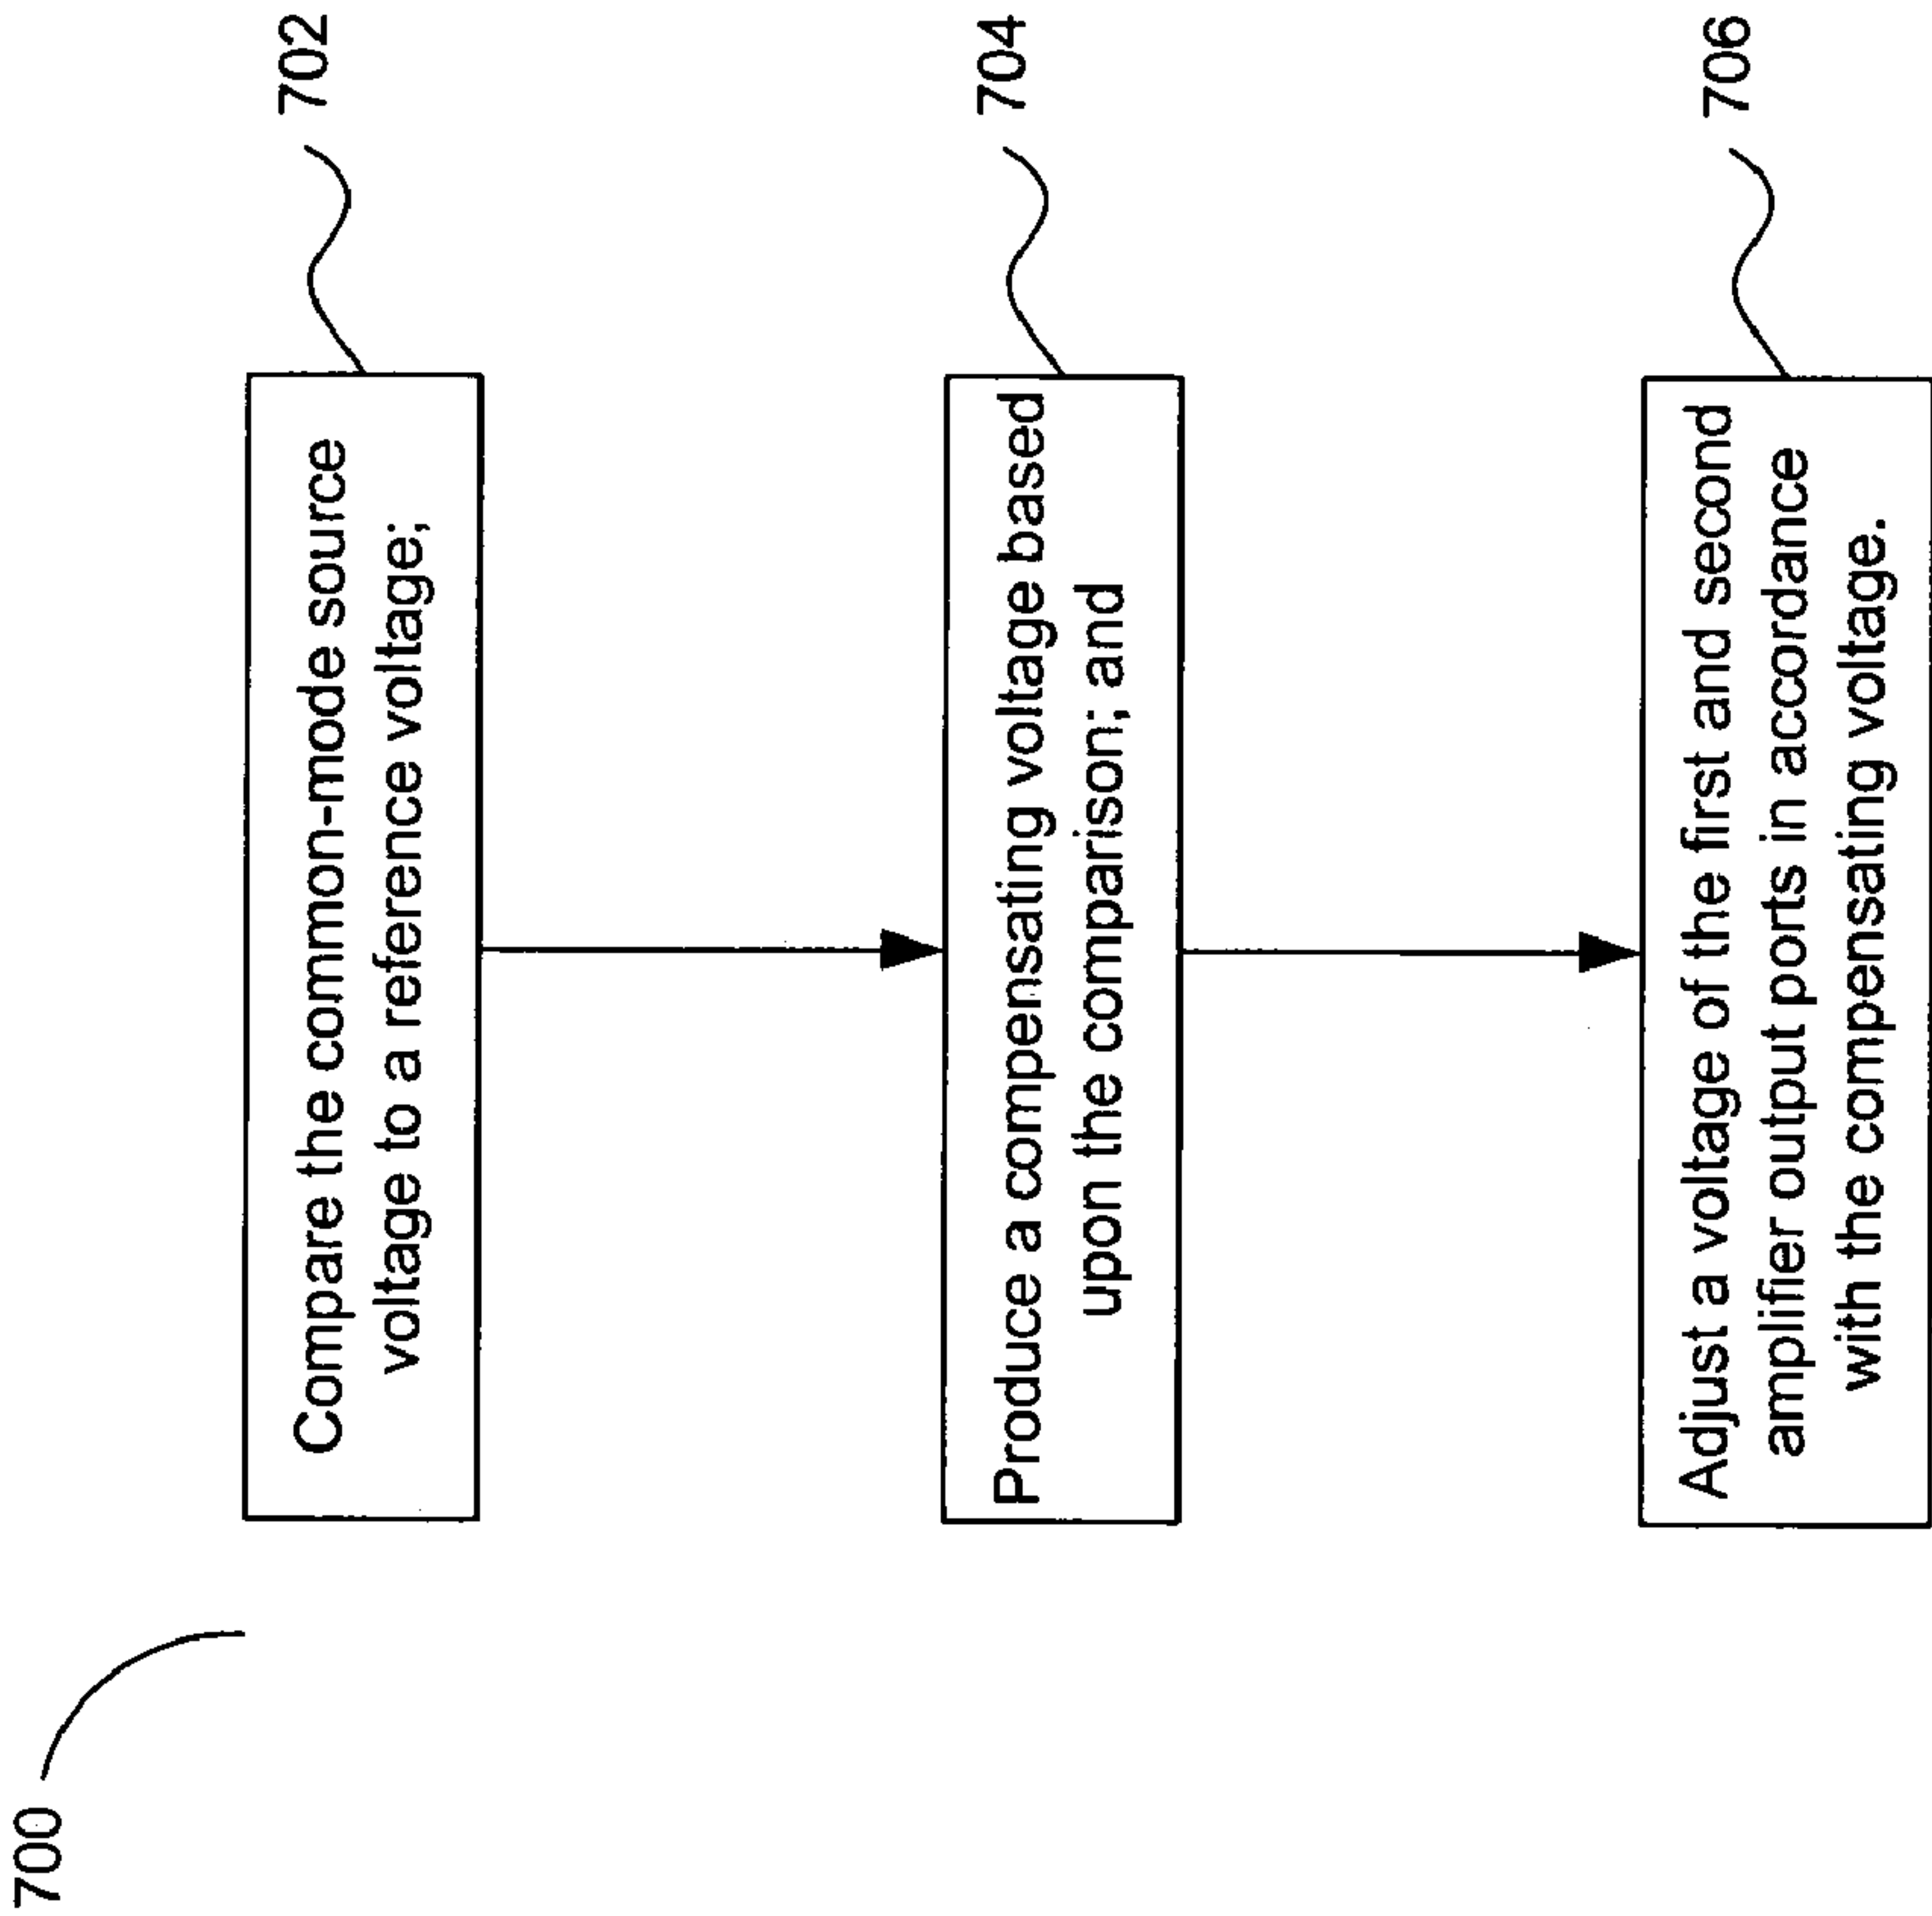 700
Compare the common-mode source
voltage to a reference voltage;
702
Produce a compensating voltage based
upon the comparison; and
704
Adjust a voltage of the first and second
amplifier output ports in accordance
with the compensating voltage.
706